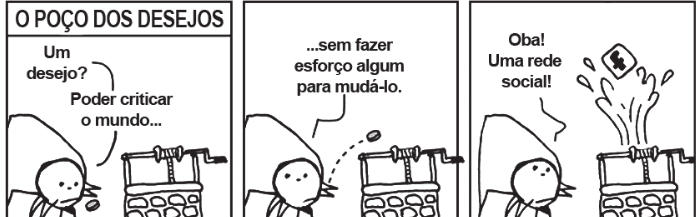 O POÇO DOS DESEJOS
Um
desejo?
Poder criticar
o mundo...
...sem fazer
esforço algum
para mudá-lo.
Oba!
Uma rede
social!
f